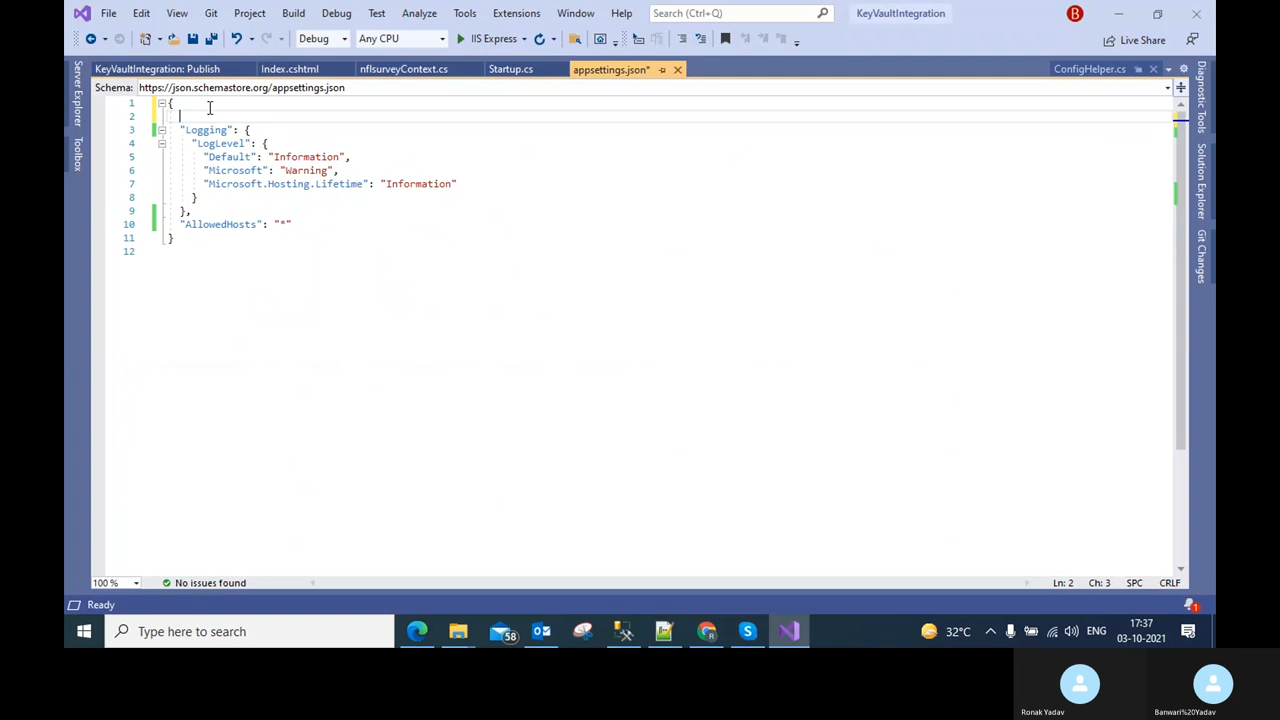 File Edit View Git Project Build Debug Test Analyze Tools Extensions Window Help Search (Ctrl+Q) KeyVaultIntegration B
Debug Any CPU IIS Express Live Share
KeyVaultIntegration: Publish Index.cshtml nflsurveyContext.cs Startup.cs appsettings.json* ConfigHelper.cs
Schema: https://json.schemastore.org/appsettings.json
1 {
2
3 "Logging": {
4 "LogLevel": {
5 "Default": "Information",
6 "Microsoft": "Warning",
7 "Microsoft.Hosting.Lifetime": "Information"
8 }
9 },
10 "AllowedHosts": "*"
11 }
12
Server Explorer
Toolbox
Diagnostic Tools
Solution Explorer
Git Changes
100 % No issues found Ln: 2 Ch: 3 SPC CRLF
Ready 1
Type here to search 58 32°C ENG 17:37
03-10-2021
Ronak Yadav Banwari%20Yadav